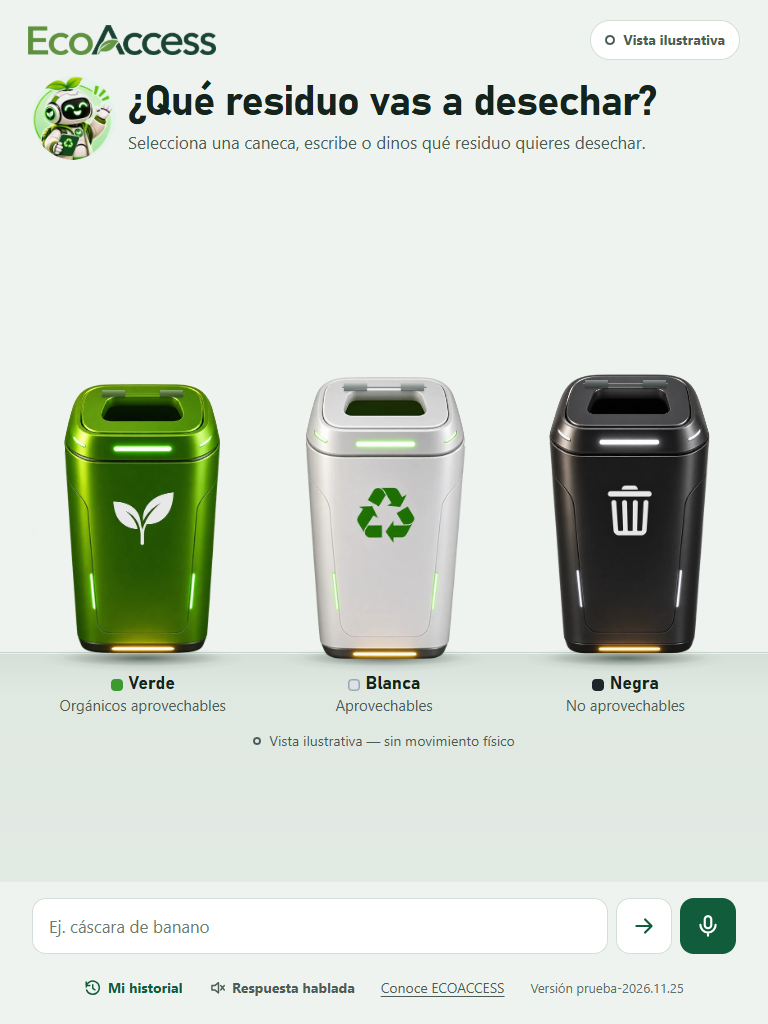 EcoAccess
Vista ilustrativa
¿Qué residuo vas a desechar?
Selecciona una caneca, escribe o dinos qué residuo quieres desechar.
Verde
Orgánicos aprovechables
Blanca
Aprovechables
Negra
No aprovechables
Vista ilustrativa — sin movimiento físico
Ej. cáscara de banano
Mi historial
Respuesta hablada
Conoce ECOACCESS
Versión prueba-2026.11.25